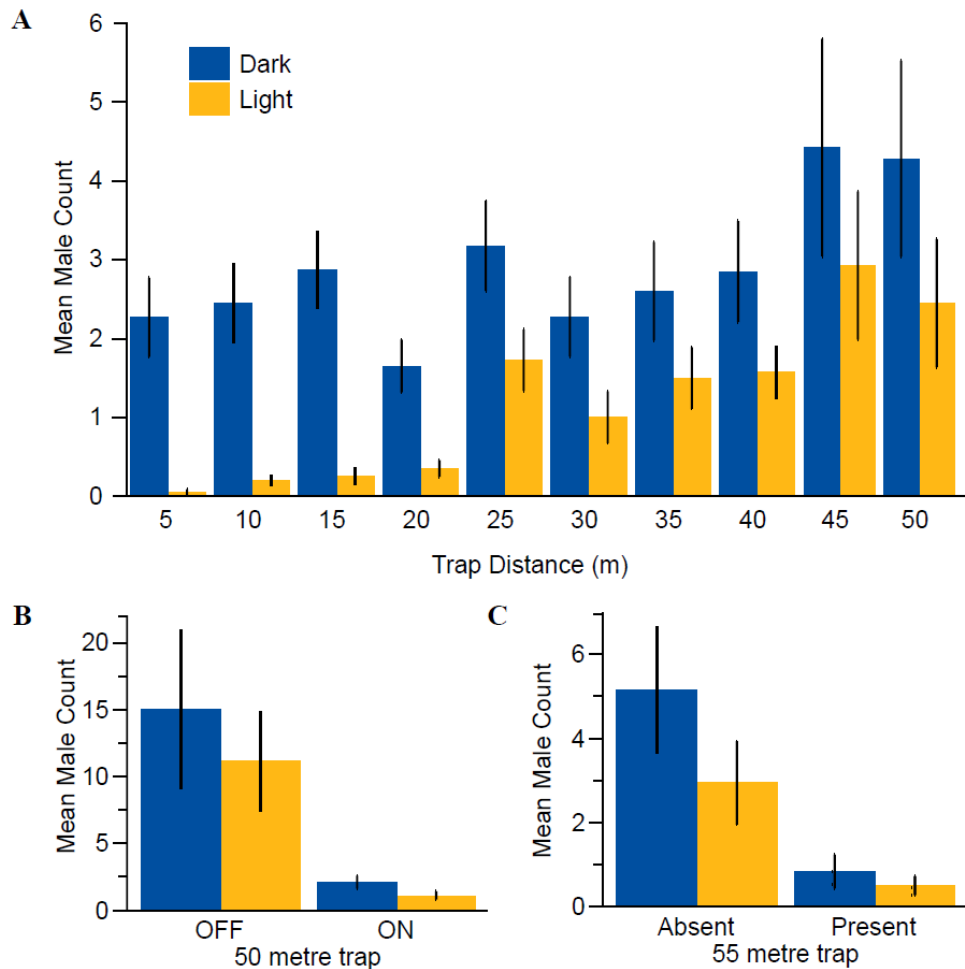 A
Dark
Light
Mean Male Count
6
5
4
3
2
1
0
5 10 15 20 25 30 35 40 45 50
Trap Distance (m)
B
Mean Male Count
20
15
10
5
0
OFF ON
50 metre trap
C
Mean Male Count
6
4
2
0
Absent Present
55 metre trap